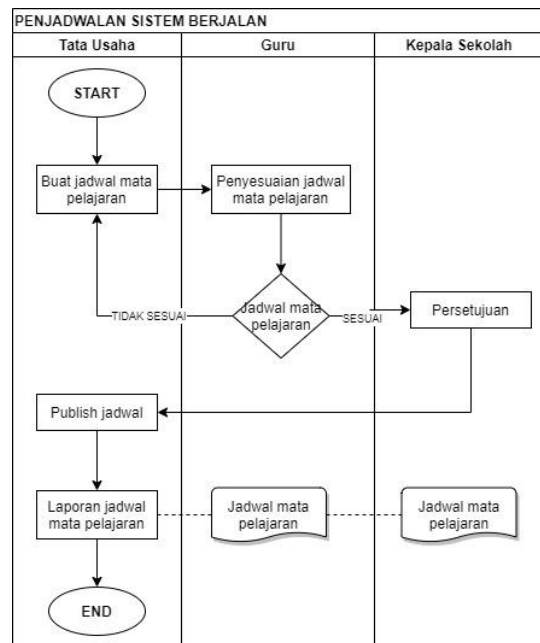 PENJADWALAN SISTEM BERJALAN
Tata Usaha
Guru
Kepala Sekolah
START
Buat jadwal mata
pelajaran
Penyesuaian jadwal
mata pelajaran
Jadwal mata
pelajaran
TIDAK SESUAI
SESUAI
Persetujuan
Publish jadwal
Laporan jadwal
mata pelajaran
Jadwal mata
pelajaran
Jadwal mata
pelajaran
END